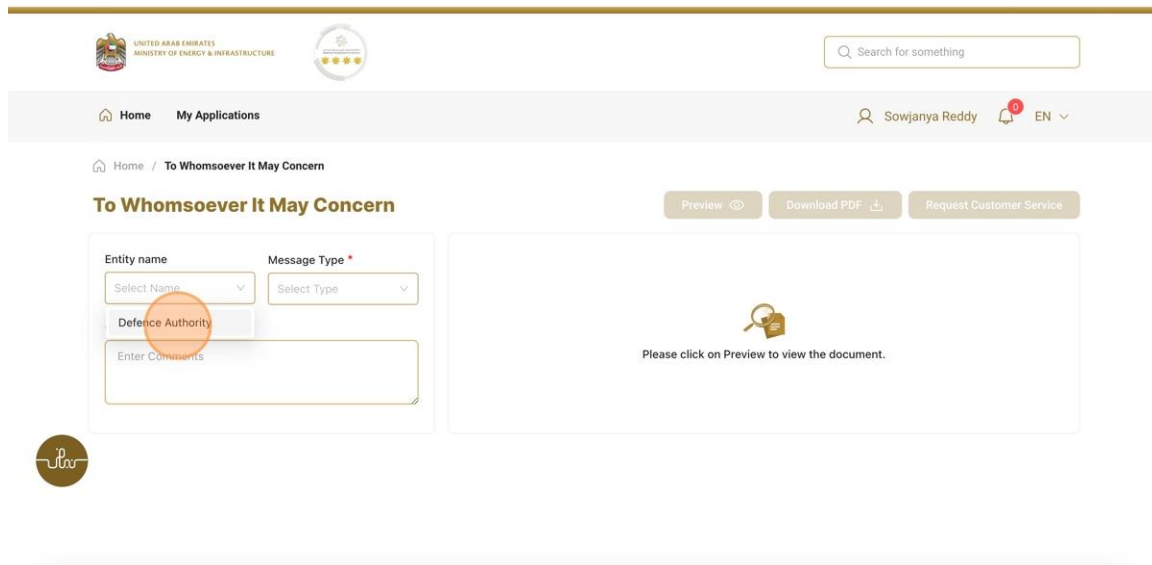 UNITED ARAB EMIRATES
MINISTRY OF ENERGY & INFRASTRUCTURE
Search for something
Home My Applications
Sowjanya Reddy 0 EN
Home / To Whomsoever It May Concern
To Whomsoever It May Concern
Preview Download PDF Request Customer Service
Entity name Message Type *
Select Name Select Type
Defence Authority
Enter Comments
Please click on Preview to view the document.